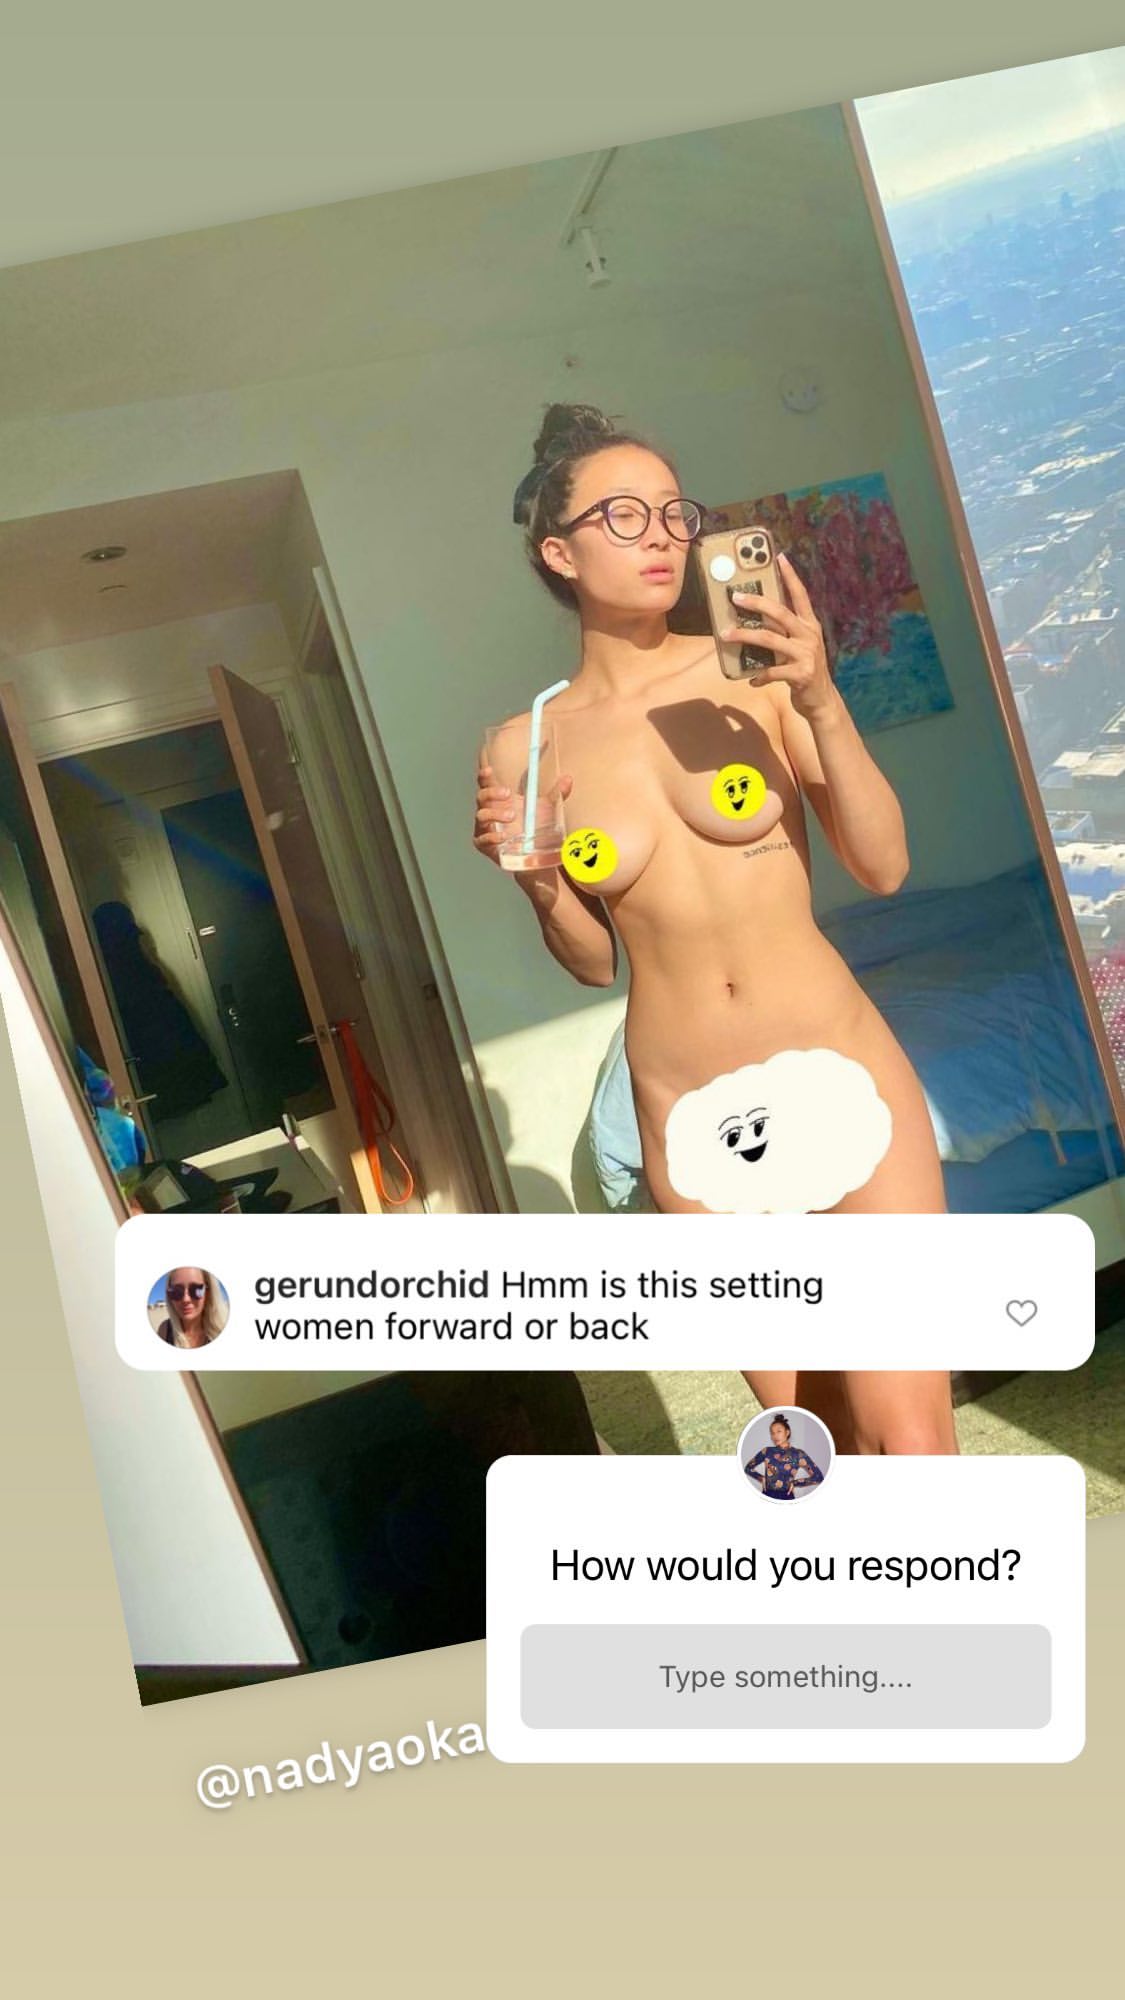 gerundorchid Hmm is this setting
women forward or back
How would you respond?
Type something....
@nadyaoka